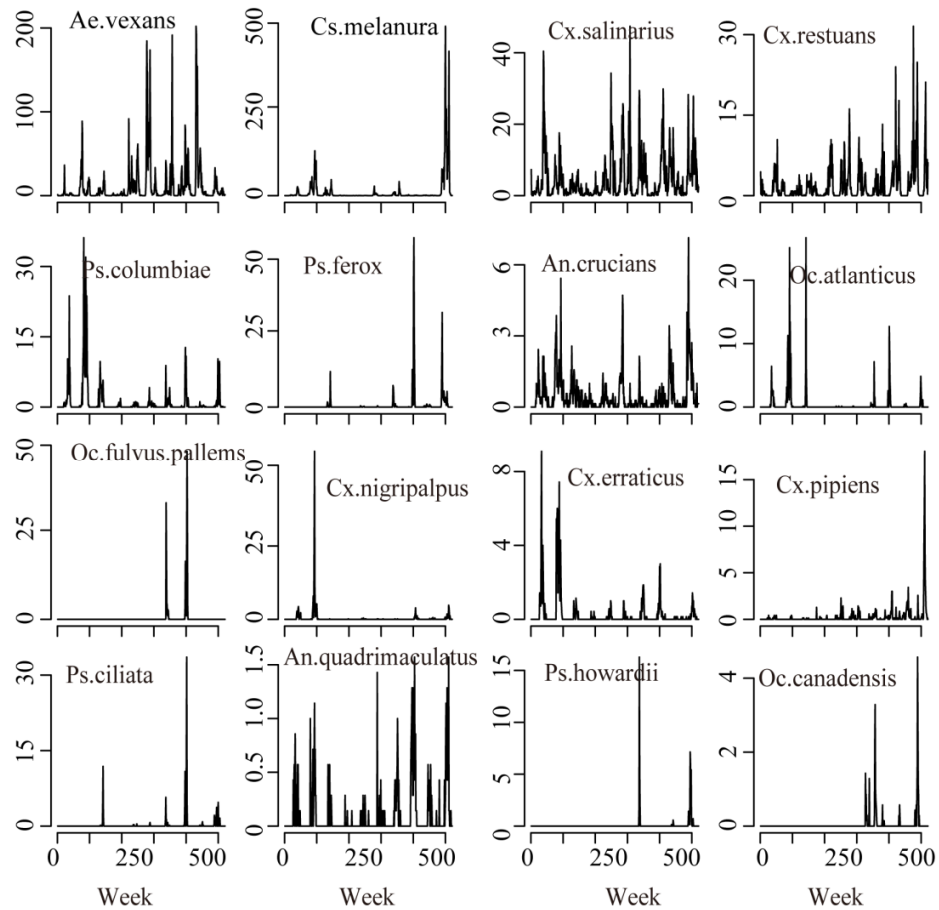 Ae.vexans
0 100 200
Cs.melanura
0 250 500
Cx.salinarius
0 20 40
Cx.restuans
0 15 30
Ps.columbiae
0 15 30
Ps.ferox
0 25 50
An.crucians
0 3 6
Oc.atlanticus
0 10 20
Oc.fulvus.pallems
0 25 50
Cx.nigripalpus
0 25 50
Cx.erraticus
0 4 8
Cx.pipiens
0 5 10 15
Ps.ciliata
0 15 30
An.quadrimaculatus
0 0.5 1.0 1.5
Ps.howardii
0 5 10 15
Oc.canadensis
0 2 4
0 250 500
0 250 500
0 250 500
0 250 500
Week
Week
Week
Week